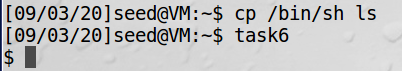 [09/03/20]seed@VM:~$ cp /bin/sh ls
[09/03/20]seed@VM:~$ task6
$